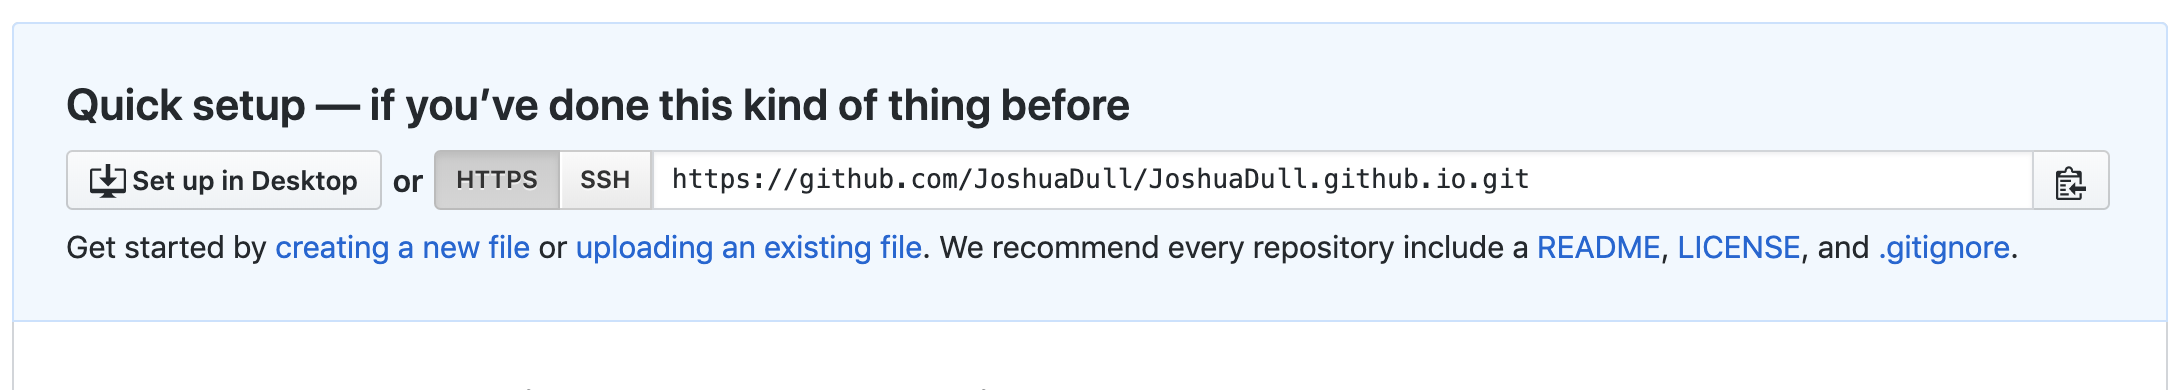 Quick setup — if you’ve done this kind of thing before
Set up in Desktop or HTTPS SSH https://github.com/JoshuaDull/JoshuaDull.github.io.git
Get started by creating a new file or uploading an existing file. We recommend every repository include a README, LICENSE, and .gitignore.